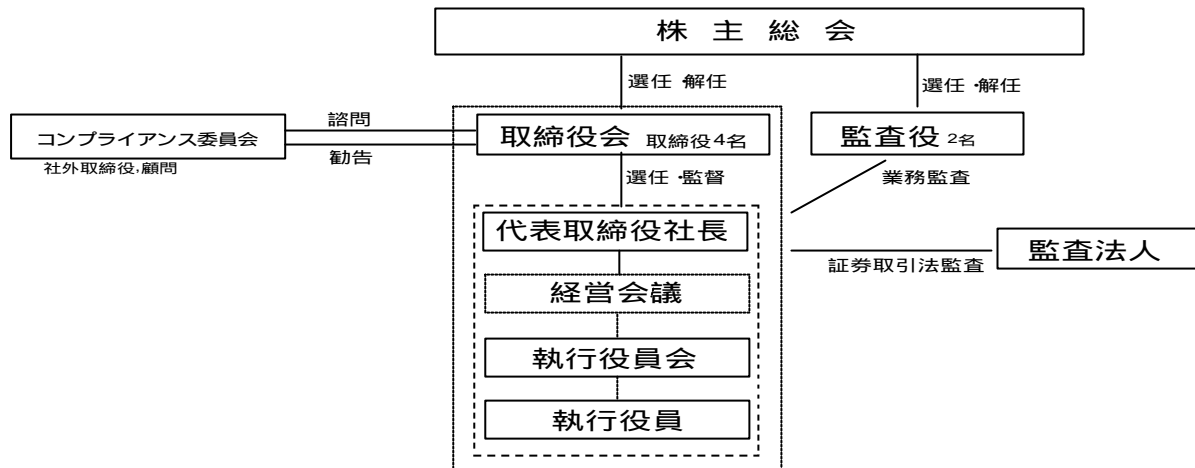 株 主 総 会
選任・解任
選任・解任
コンプライアンス委員会
諮問
勧告
取締役会 取締役4名
監査役 2名
社外取締役,顧問
選任・監督
業務監査
代表取締役社長
監査法人
証券取引法監査
経営会議
執行役員会
執行役員